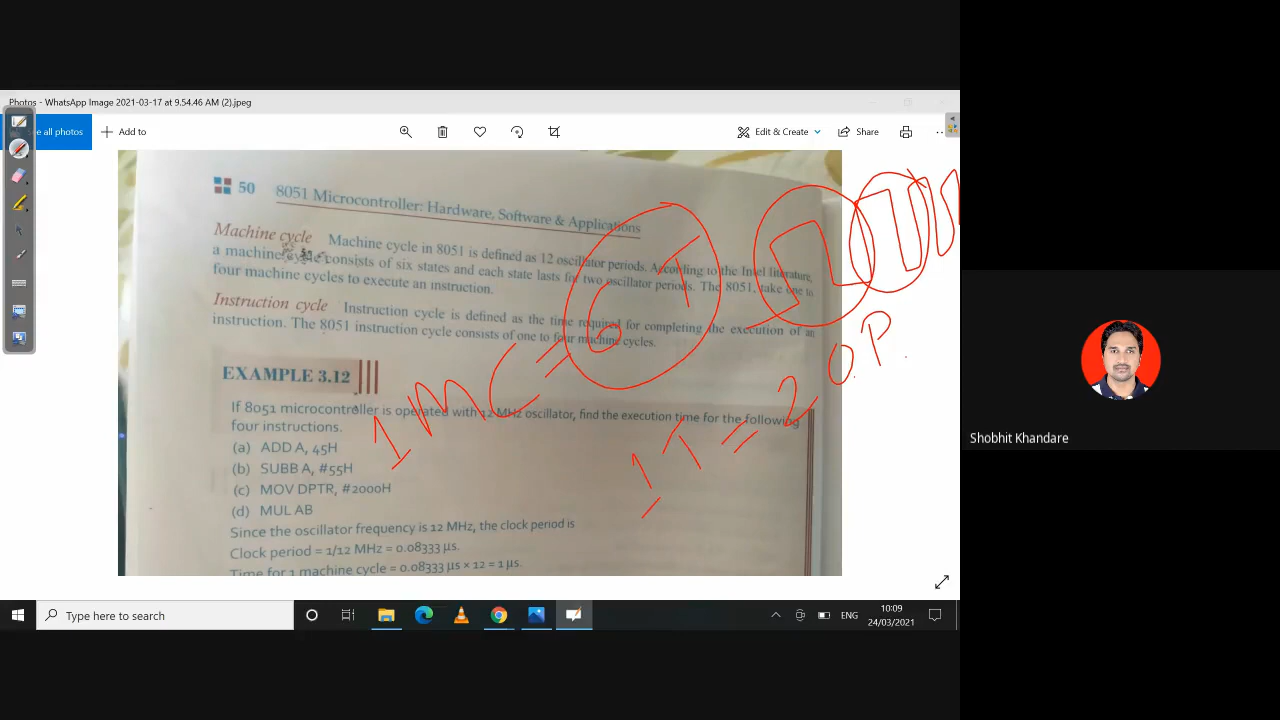 Photos - WhatsApp Image 2021-03-17 at 9.54.46 AM (2).jpeg
See all photos
Add to
Edit & Create
Share
50 8051 Microcontroller: Hardware, Software & Applications
Machine cycle Machine cycle in 8051 is defined as 12 oscillator periods. According to the Intel literature,
a machine cycle consists of six states and each state lasts for two oscillator periods. The 8051, take one to
four machine cycles to execute an instruction.
Instruction cycle Instruction cycle is defined as the time required for completing the execution of an
instruction. The 8051 instruction cycle consists of one to four machine cycles.
1 MC = 6 T
1 T = 2 O.P
EXAMPLE 3.12
If 8051 microcontroller is operated with 12 MHz oscillator, find the execution time for the following
four instructions.
(a) ADD A, 45H
(b) SUBB A, #55H
(c) MOV DPTR, #2000H
(d) MUL AB
Since the oscillator frequency is 12 MHz, the clock period is
Clock period = 1/12 MHz = 0.08333 µs.
Time for 1 machine cycle = 0.08333 µs × 12 = 1 µs.
Shobhit Khandare
Type here to search
ENG
10:09
24/03/2021